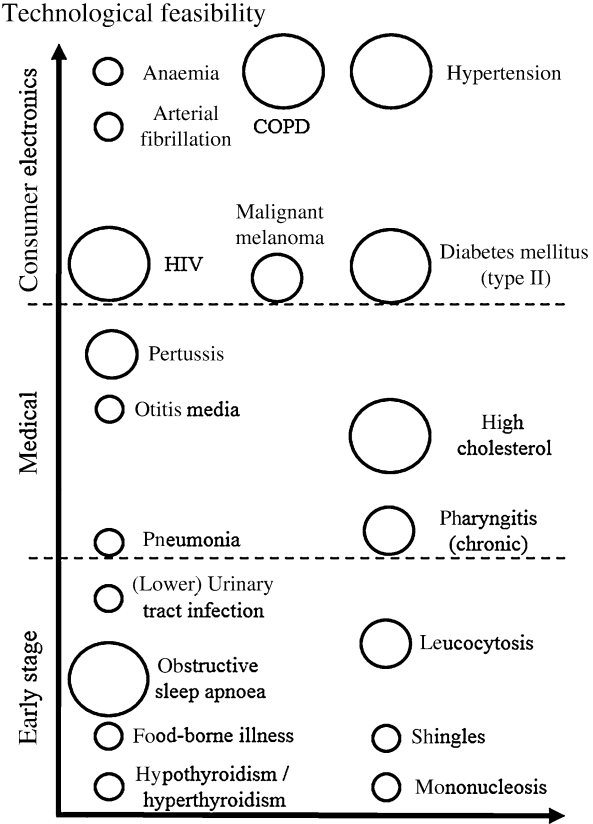 Technological feasibility
Consumer electronics
Anaemia
Arterial
fibrillation
COPD
Hypertension
HIV
Malignant
melanoma
Diabetes mellitus
(type II)
Medical
Pertussis
Otitis media
High
cholesterol
Pneumonia
Pharyngitis
(chronic)
Early stage
(Lower) Urinary
tract infection
Leucocytosis
Obstructive
sleep apnoea
Food-borne illness
Shingles
Hypothyroidism /
hyperthyroidism
Mononucleosis